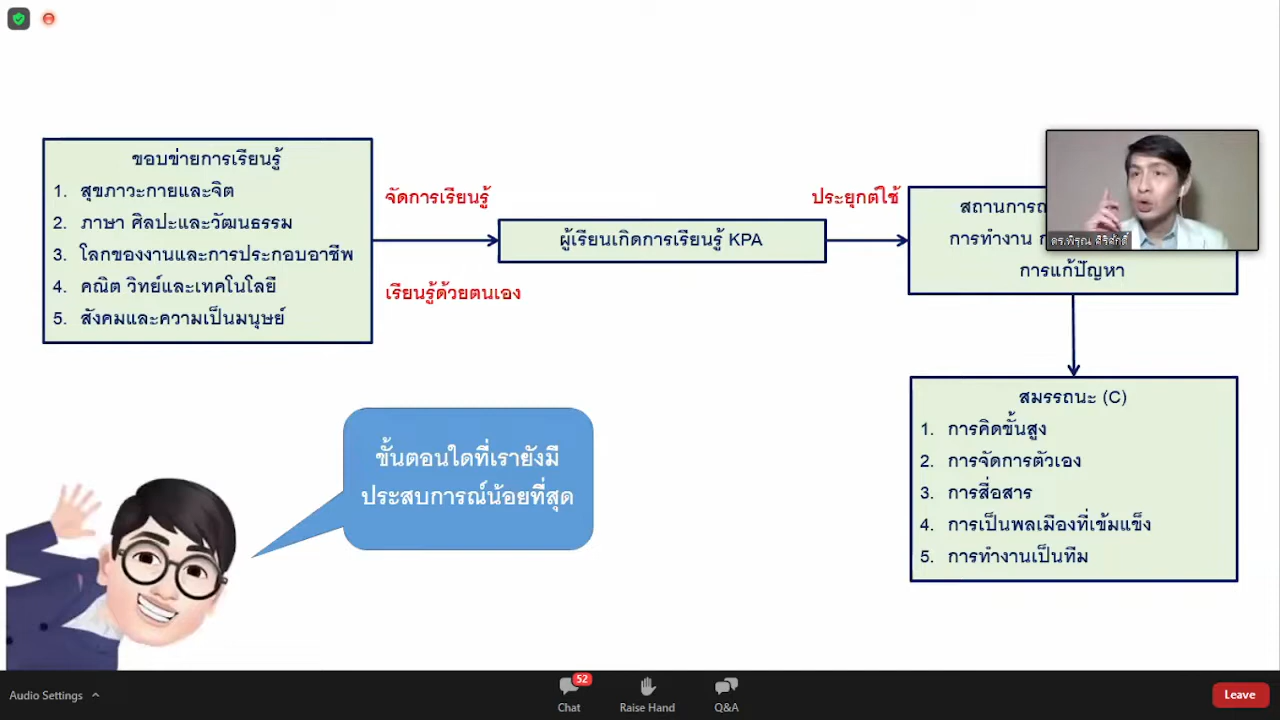 ขอบข่ายการเรียนรู้
1. สุขภาวะกายและจิต
2. ภาษา ศิลปะและวัฒนธรรม
3. โลกของงานและการประกอบอาชีพ
4. คณิต วิทย์และเทคโนโลยี
5. สังคมและความเป็นมนุษย์
จัดการเรียนรู้
เรียนรู้ด้วยตนเอง
ผู้เรียนเกิดการเรียนรู้ KPA
ประยุกต์ใช้
การทำงาน
การแก้ปัญหา
ดร.พิรุณ ศิริศักดิ์
สมรรถนะ (C)
1. การคิดขั้นสูง
2. การจัดการตัวเอง
3. การสื่อสาร
4. การเป็นพลเมืองที่เข้มแข็ง
5. การทำงานเป็นทีม
ขั้นตอนใดที่เรายังมี
ประสบการณ์น้อยที่สุด
Audio Settings
52
Chat
Raise Hand
Q&A
Leave